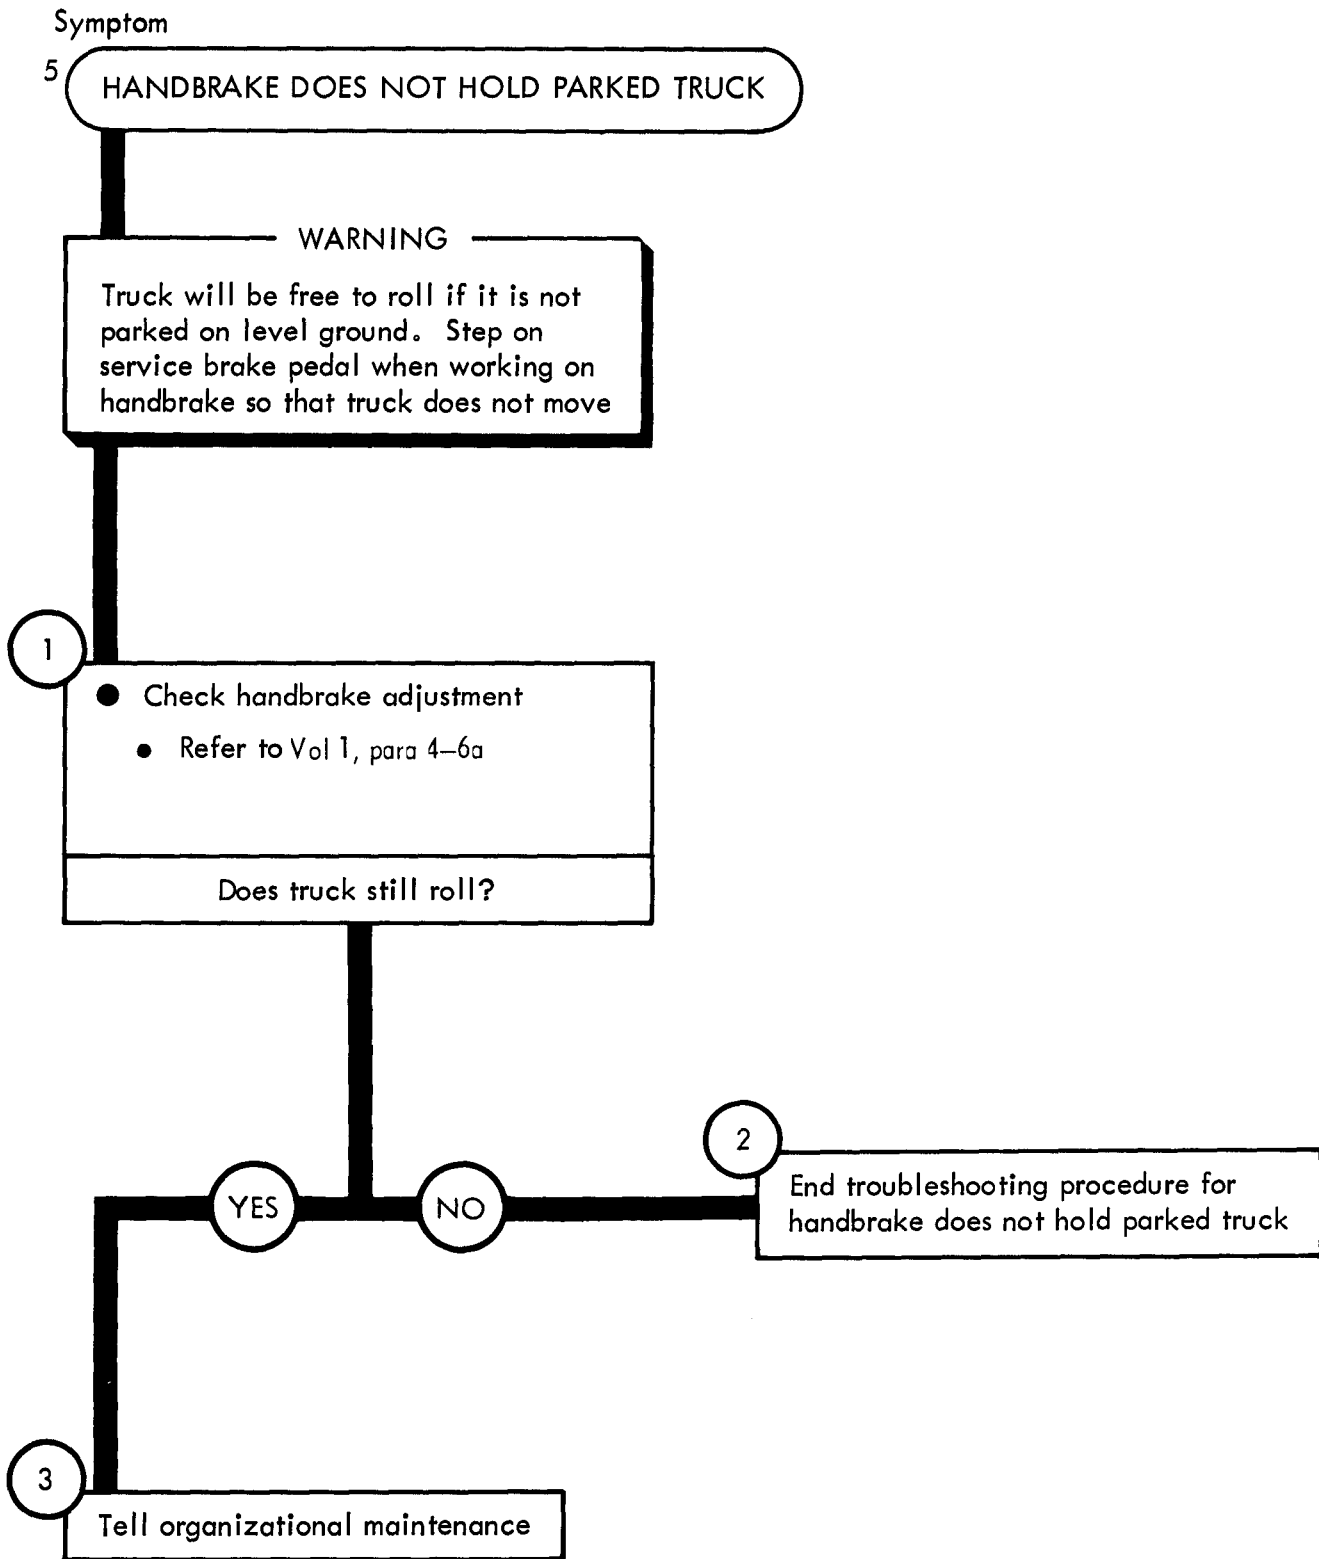 Symptom
5
HANDBRAKE DOES NOT HOLD PARKED TRUCK
WARNING
Truck will be free to roll if it is not
parked on level ground. Step on
service brake pedal when working on
handbrake so that truck does not move
1
● Check handbrake adjustment
● Refer to Vol 1, para 4–6a
Does truck still roll?
YES
NO
2
End troubleshooting procedure for
handbrake does not hold parked truck
3
Tell organizational maintenance